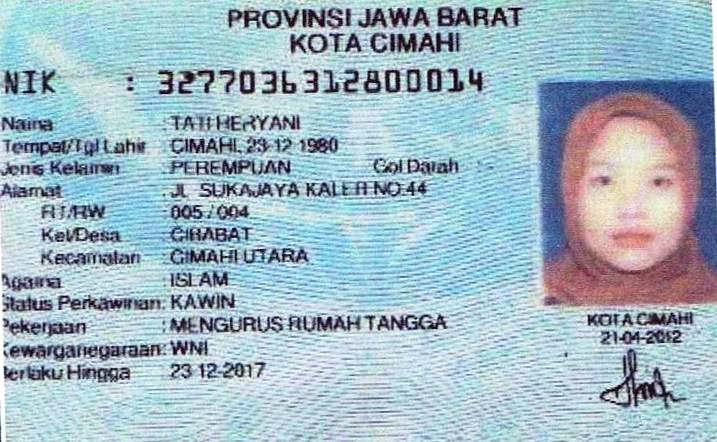 PROVINSI JAWA BARAT
KOTA CIMAHI
NIK : 3277036312800014
Nama : TATI HERYANI
Tempat/Tgl Lahir : CIMAHI, 23-12-1980
Jenis Kelamin : PEREMPUAN Gol Darah : -
Alamat : JL SUKAJAYA KALER NO.44
RT/RW : 005 / 004
Kel/Desa : CIBABAT
Kecamatan : CIMAHI UTARA
Agama : ISLAM
Status Perkawinan: KAWIN
Pekerjaan : MENGURUS RUMAH TANGGA
Kewarganegaraan: WNI
Berlaku Hingga : 23-12-2017
KOTA CIMAHI
21-04-2012